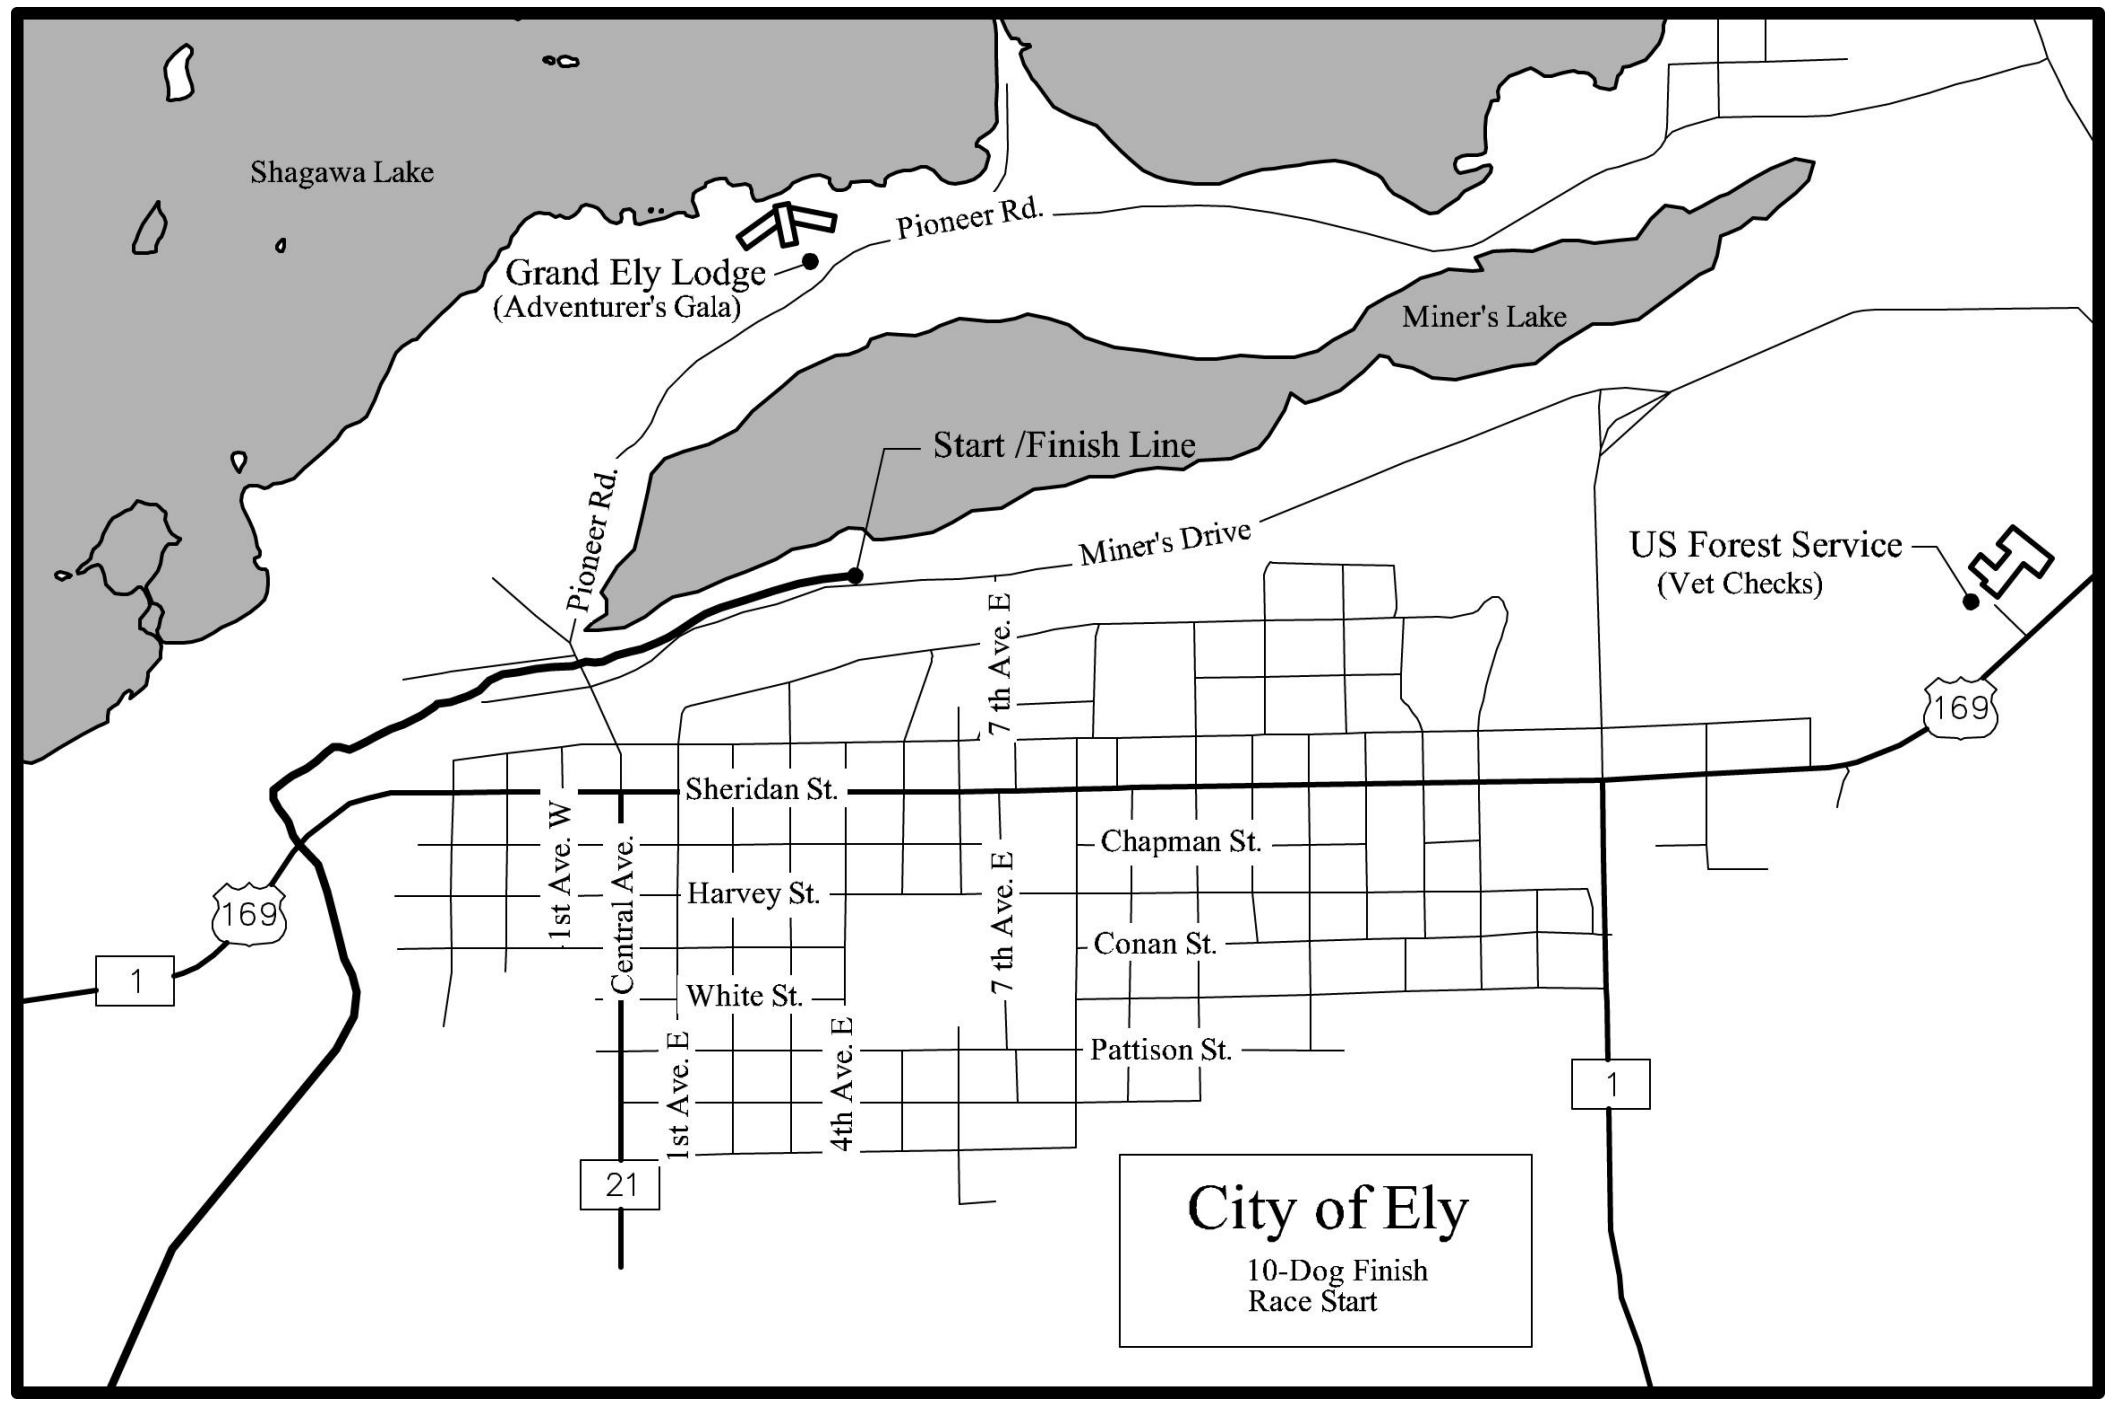 Shagawa Lake
Pioneer Rd.
Grand Ely Lodge
(Adventurer's Gala)
Miner's Lake
Start /Finish Line
Pioneer Rd.
Miner's Drive
US Forest Service
(Vet Checks)
7 th Ave. E
169
Sheridan St.
1st Ave. W
Central Ave.
Chapman St.
Harvey St.
7 th Ave. E
169
Conan St.
1
White St.
1st Ave. E
4th Ave. E
Pattison St.
1
21
City of Ely
10-Dog Finish
Race Start